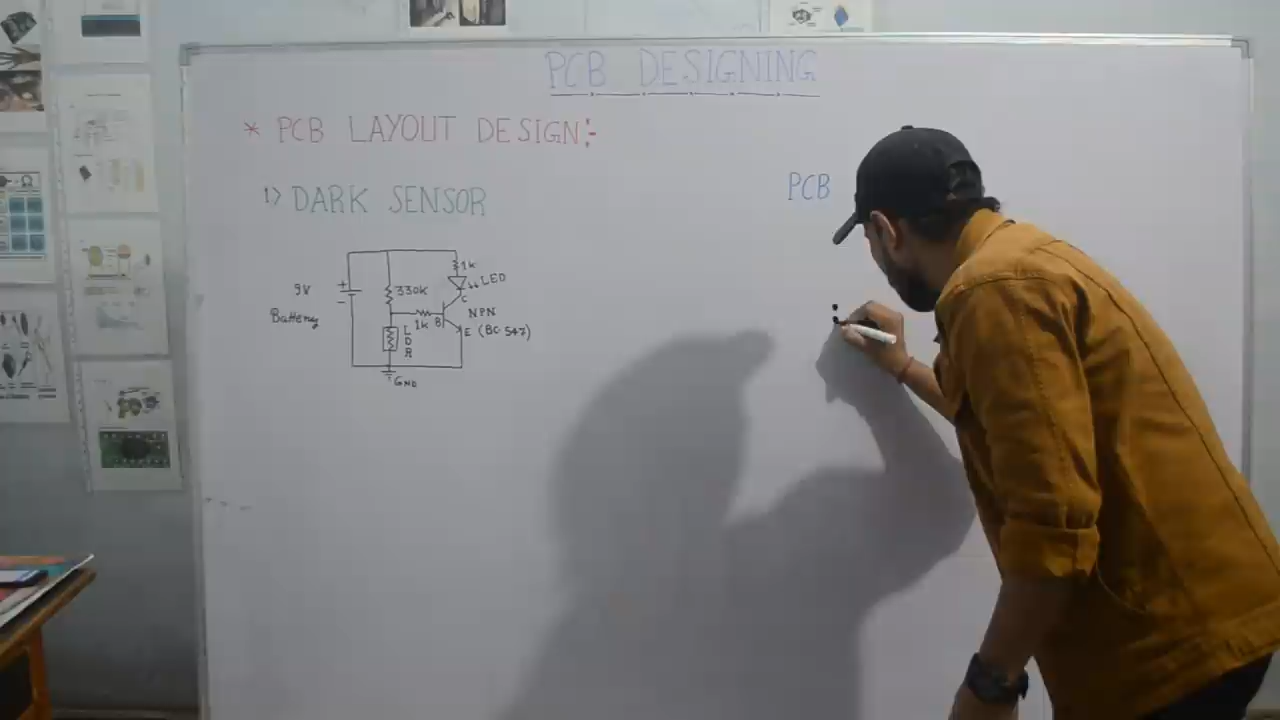 PCB DESIGNING
* PCB LAYOUT DESIGN:-
1) DARK SENSOR
PCB
1k
LED
9V
330K
C
NPN
Battery
1k B
E (BC 547)
LDR
GND